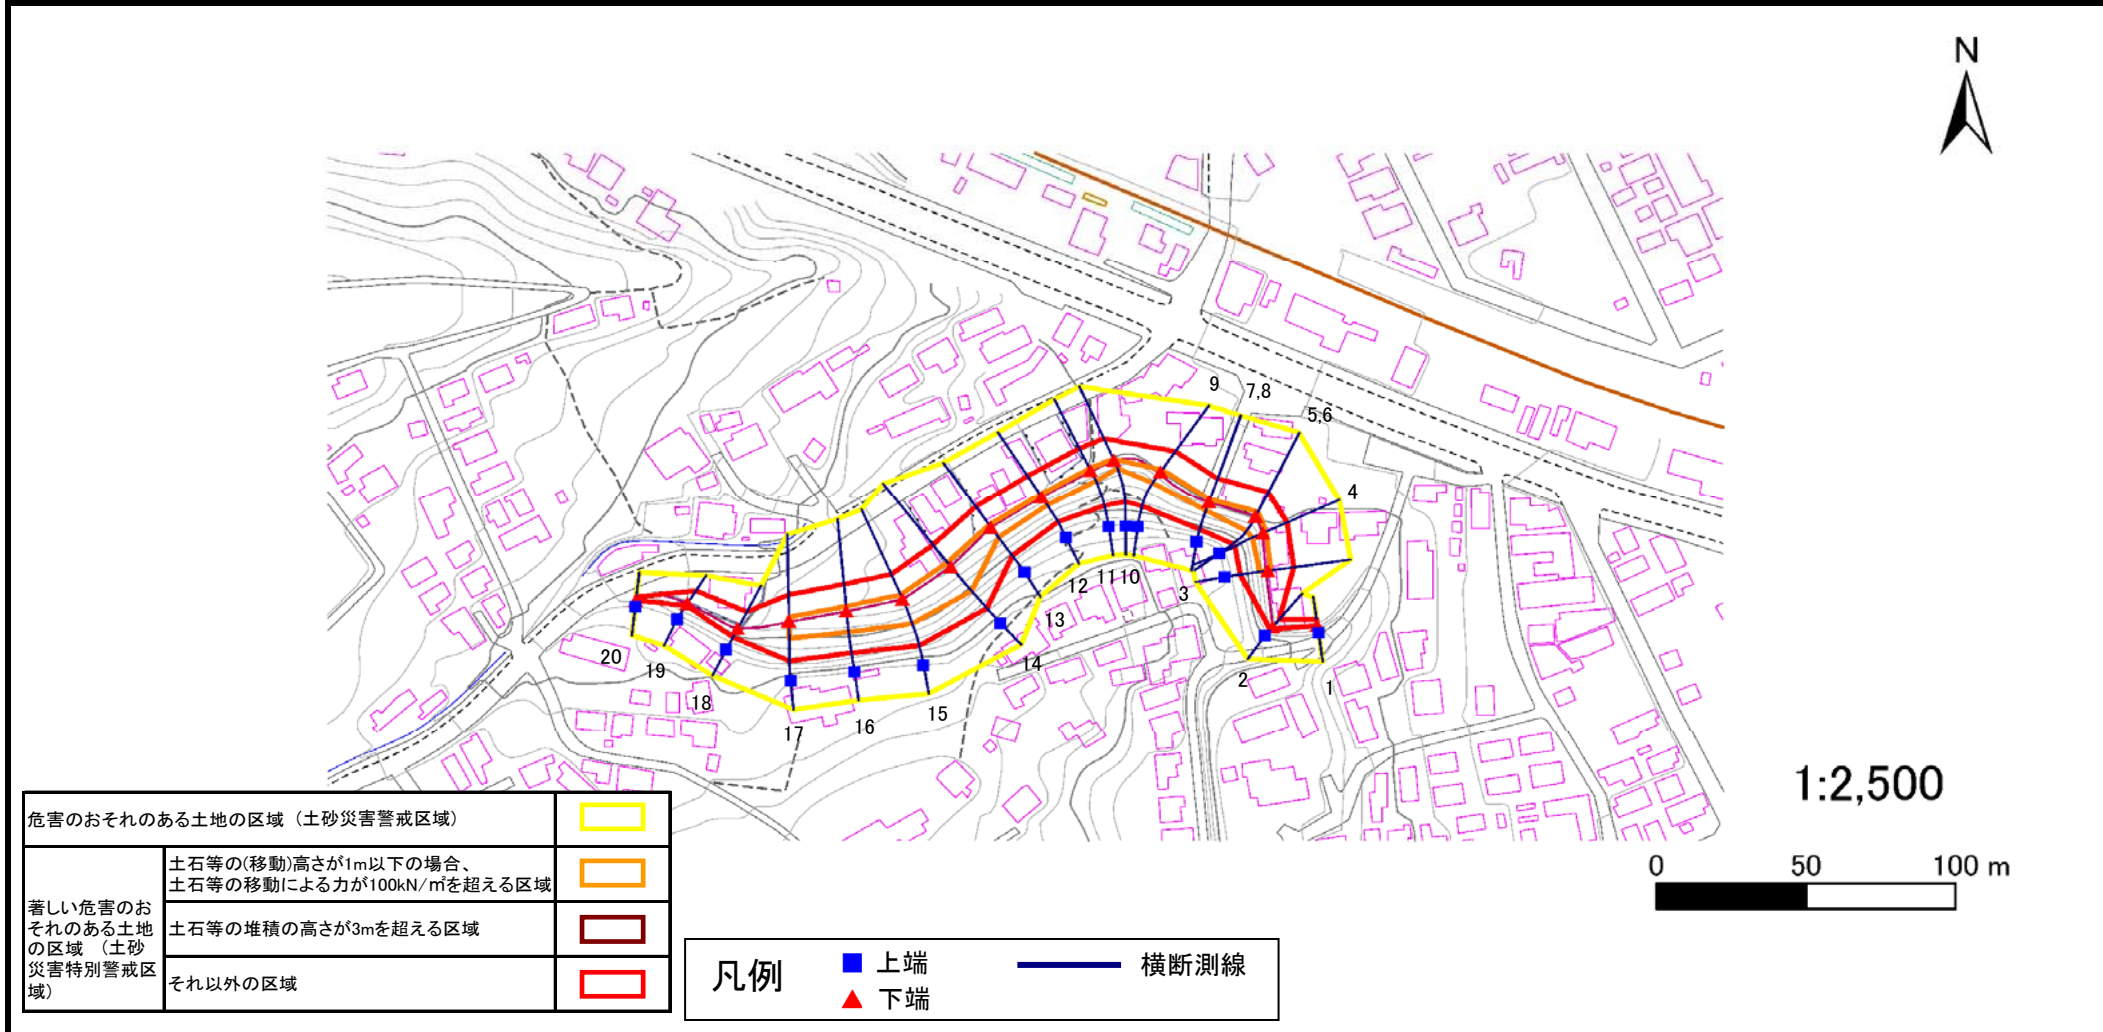 N
9
7,8
5,6
4
3
1110
12
13
14
2
1
20
19
18
17
16
15
1:2,500
0 50 100 m
危害のおそれのある土地の区域（土砂災害警戒区域）
著しい危害のお
それのある土地
の区域　（土砂
災害特別警戒区
域）
土石等の(移動)高さが1m以下の場合、
土石等の移動による力が100kN/㎡を超える区域
土石等の堆積の高さが3mを超える区域
それ以外の区域
凡例
上端
下端
横断測線